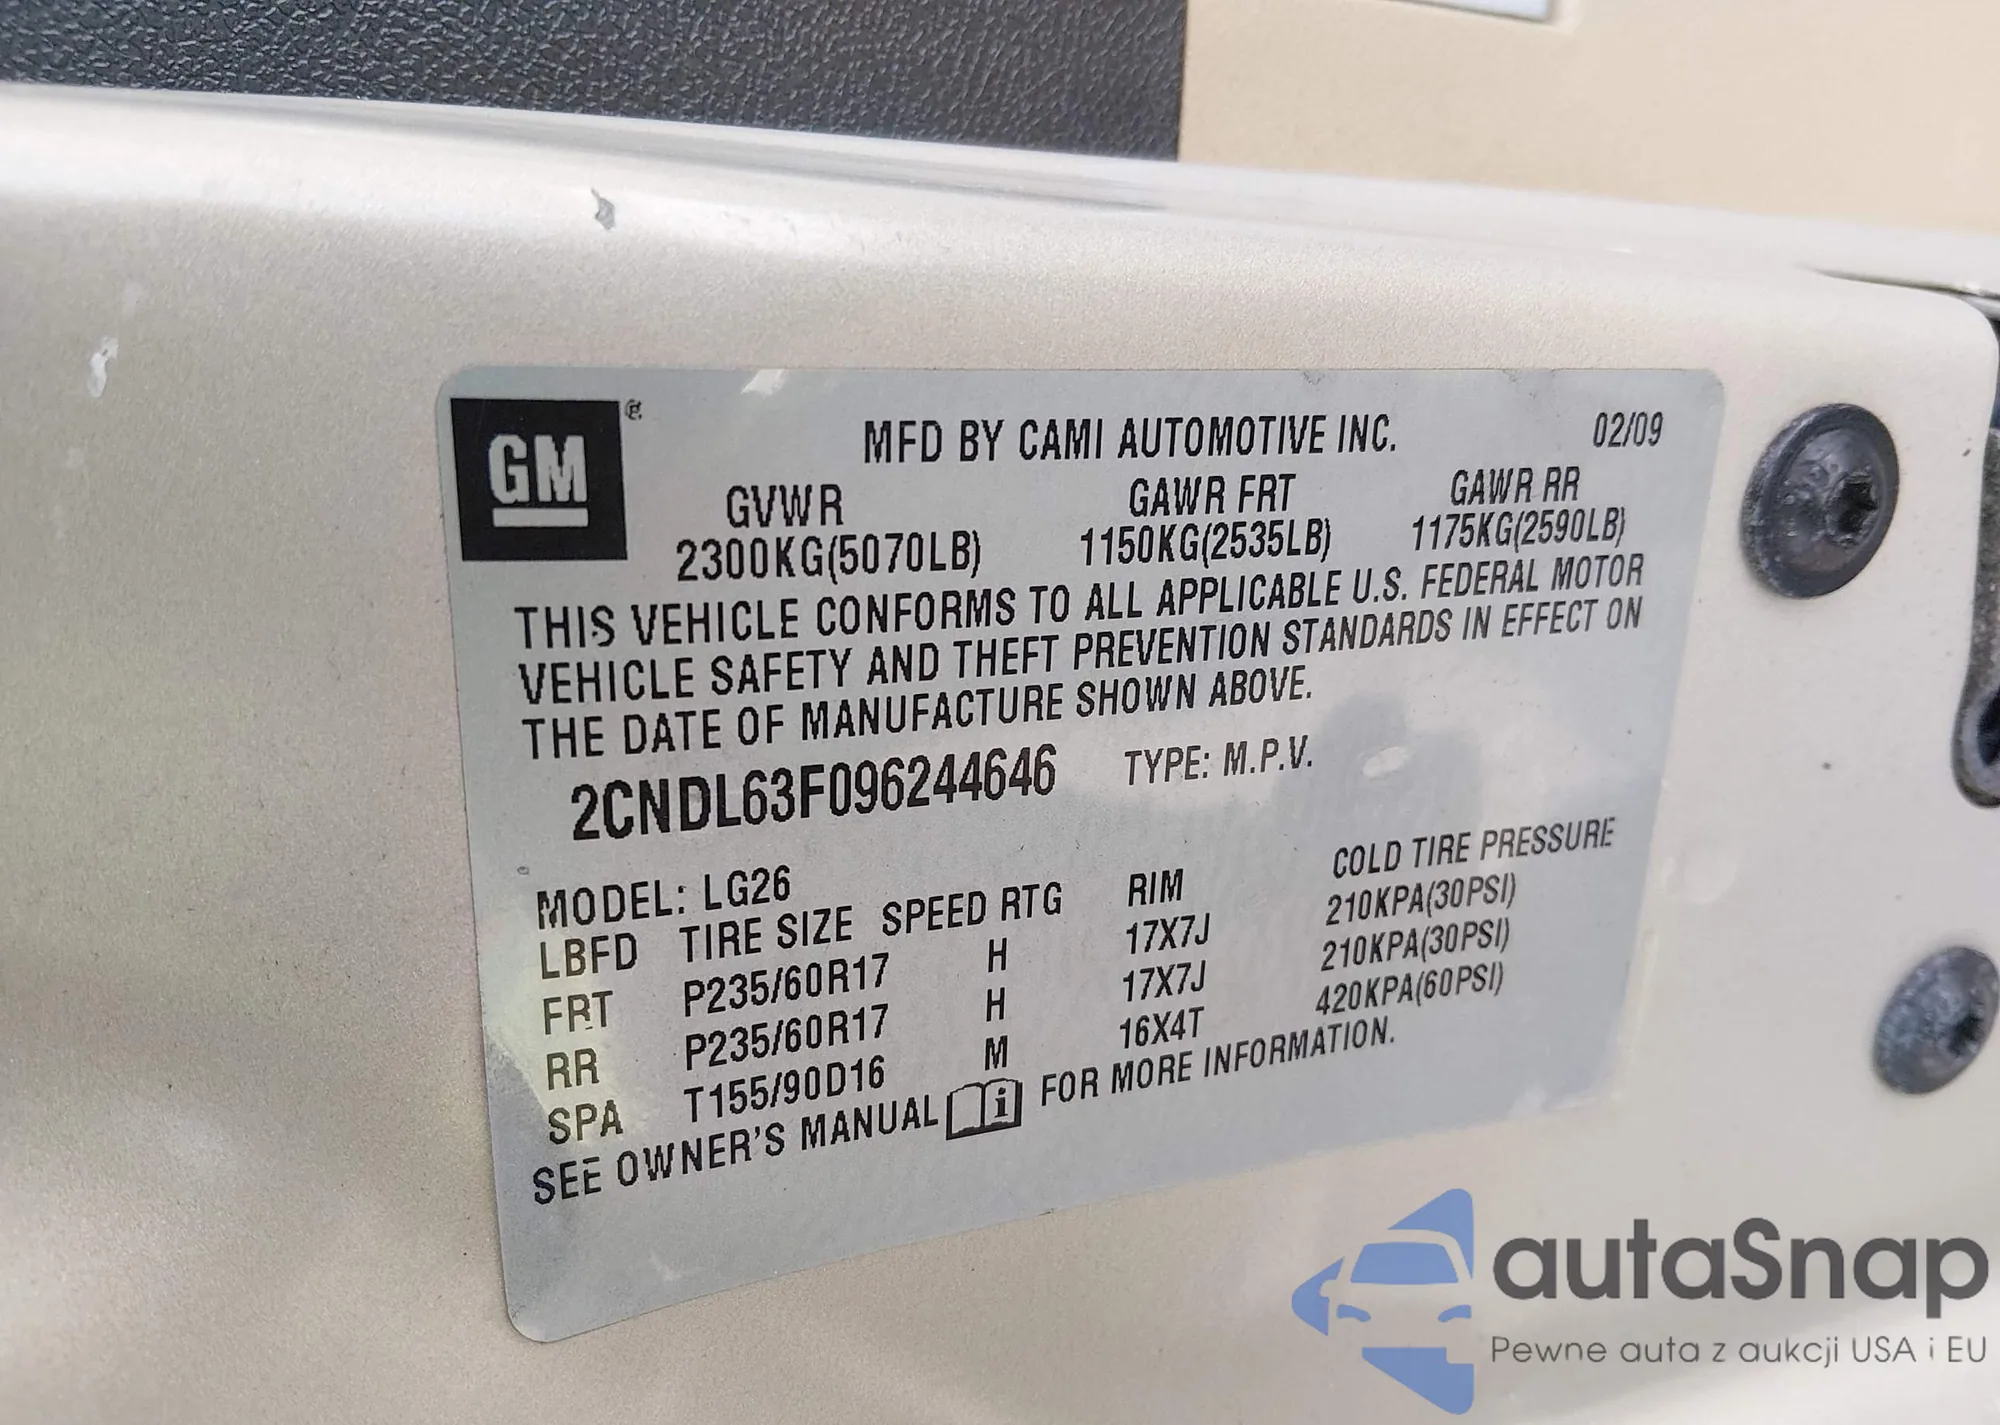 GM ®
MFD BY CAMI AUTOMOTIVE INC. 02/09
GVWR GAWR FRT GAWR RR
2300KG(5070LB) 1150KG(2535LB) 1175KG(2590LB)
THIS VEHICLE CONFORMS TO ALL APPLICABLE U.S. FEDERAL MOTOR
VEHICLE SAFETY AND THEFT PREVENTION STANDARDS IN EFFECT ON
THE DATE OF MANUFACTURE SHOWN ABOVE.
2CNDL63F096244646 TYPE: M.P.V.
MODEL: LG26
LBFD TIRE SIZE SPEED RTG RIM COLD TIRE PRESSURE
FRT P235/60R17 H 17X7J 210KPA(30PSI)
RR P235/60R17 H 17X7J 210KPA(30PSI)
SPA T155/90D16 M 16X4T 420KPA(60PSI)
SEE OWNER'S MANUAL i FOR MORE INFORMATION.
autaSnap
Pewne auta z aukcji USA i EU